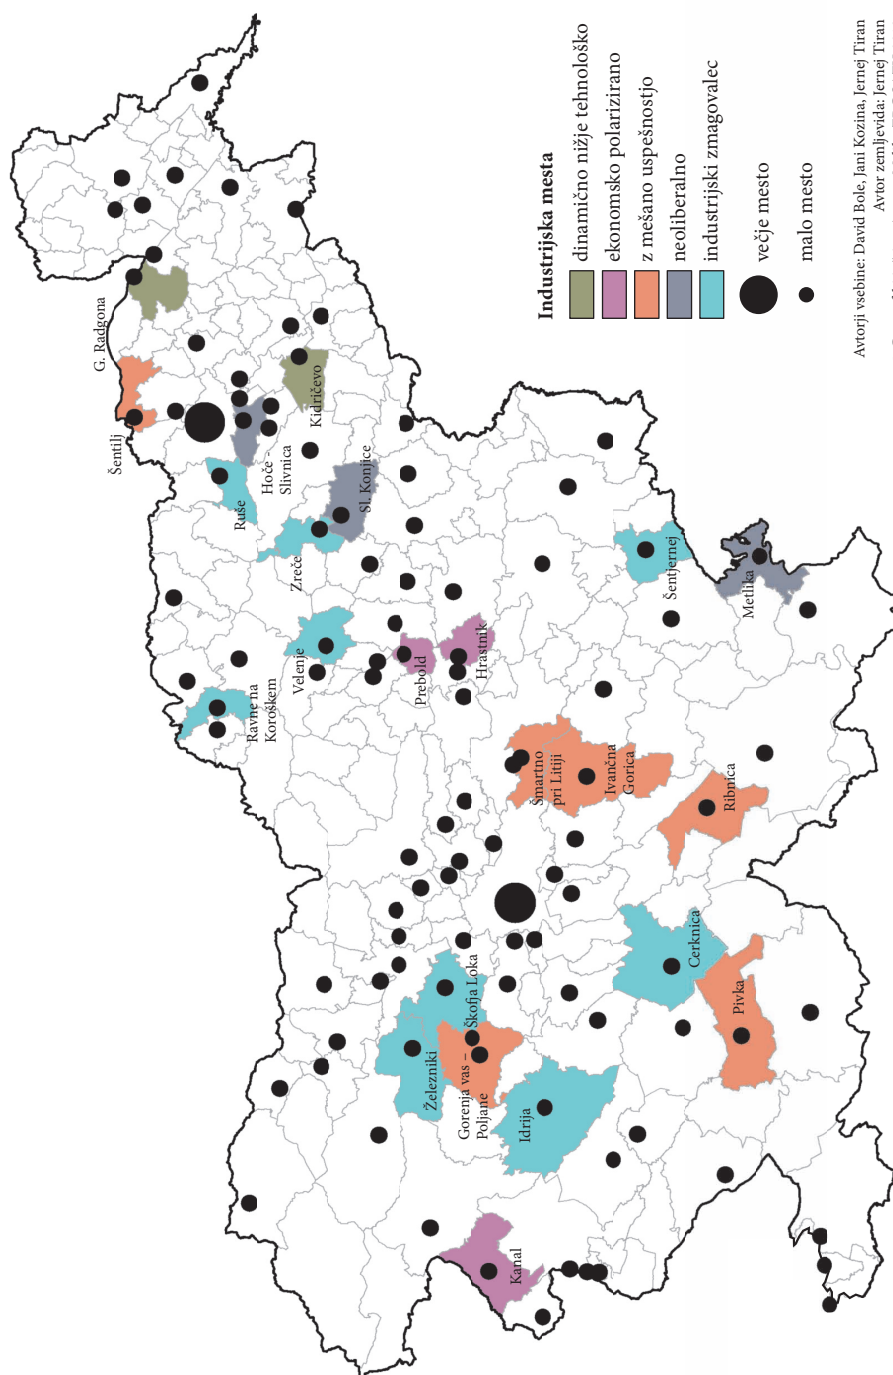 G. Radgona
Šentilj
Kidričevo
Hoče -
Slivnica
Ruše
Sl. Konjice
Zreče
Velenje
Ravne na
Koroškem
Prebold
Hrastnik
Šentjernej
Metlika
Šmartno
pri Litiji
Ivančna
Gorica
Ribnica
Škofja Loka
Železniki
Gorenja vas –
Poljane
Idrija
Cerknica
Pivka
Kanal
Industrijska mesta
dinamično nižje tehnološko
ekonomsko polarizirano
z mešano uspešnostjo
neoliberalno
industrijski zmagovalec
večje mesto
malo mesto
Avtorji vsebine: David Bole, Jani Kozina, Jernej Tiran
Avtor zemljevida: Jernej Tiran